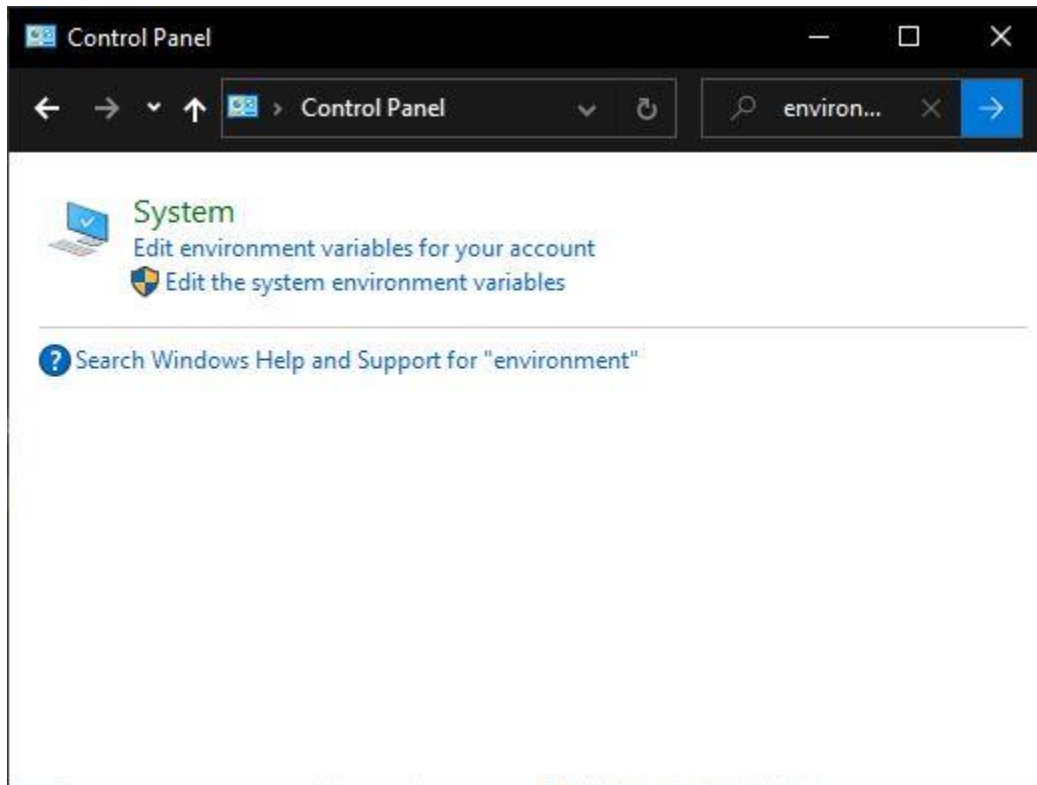 Control Panel
Control Panel environ...
System
Edit environment variables for your account
Edit the system environment variables
Search Windows Help and Support for "environment"